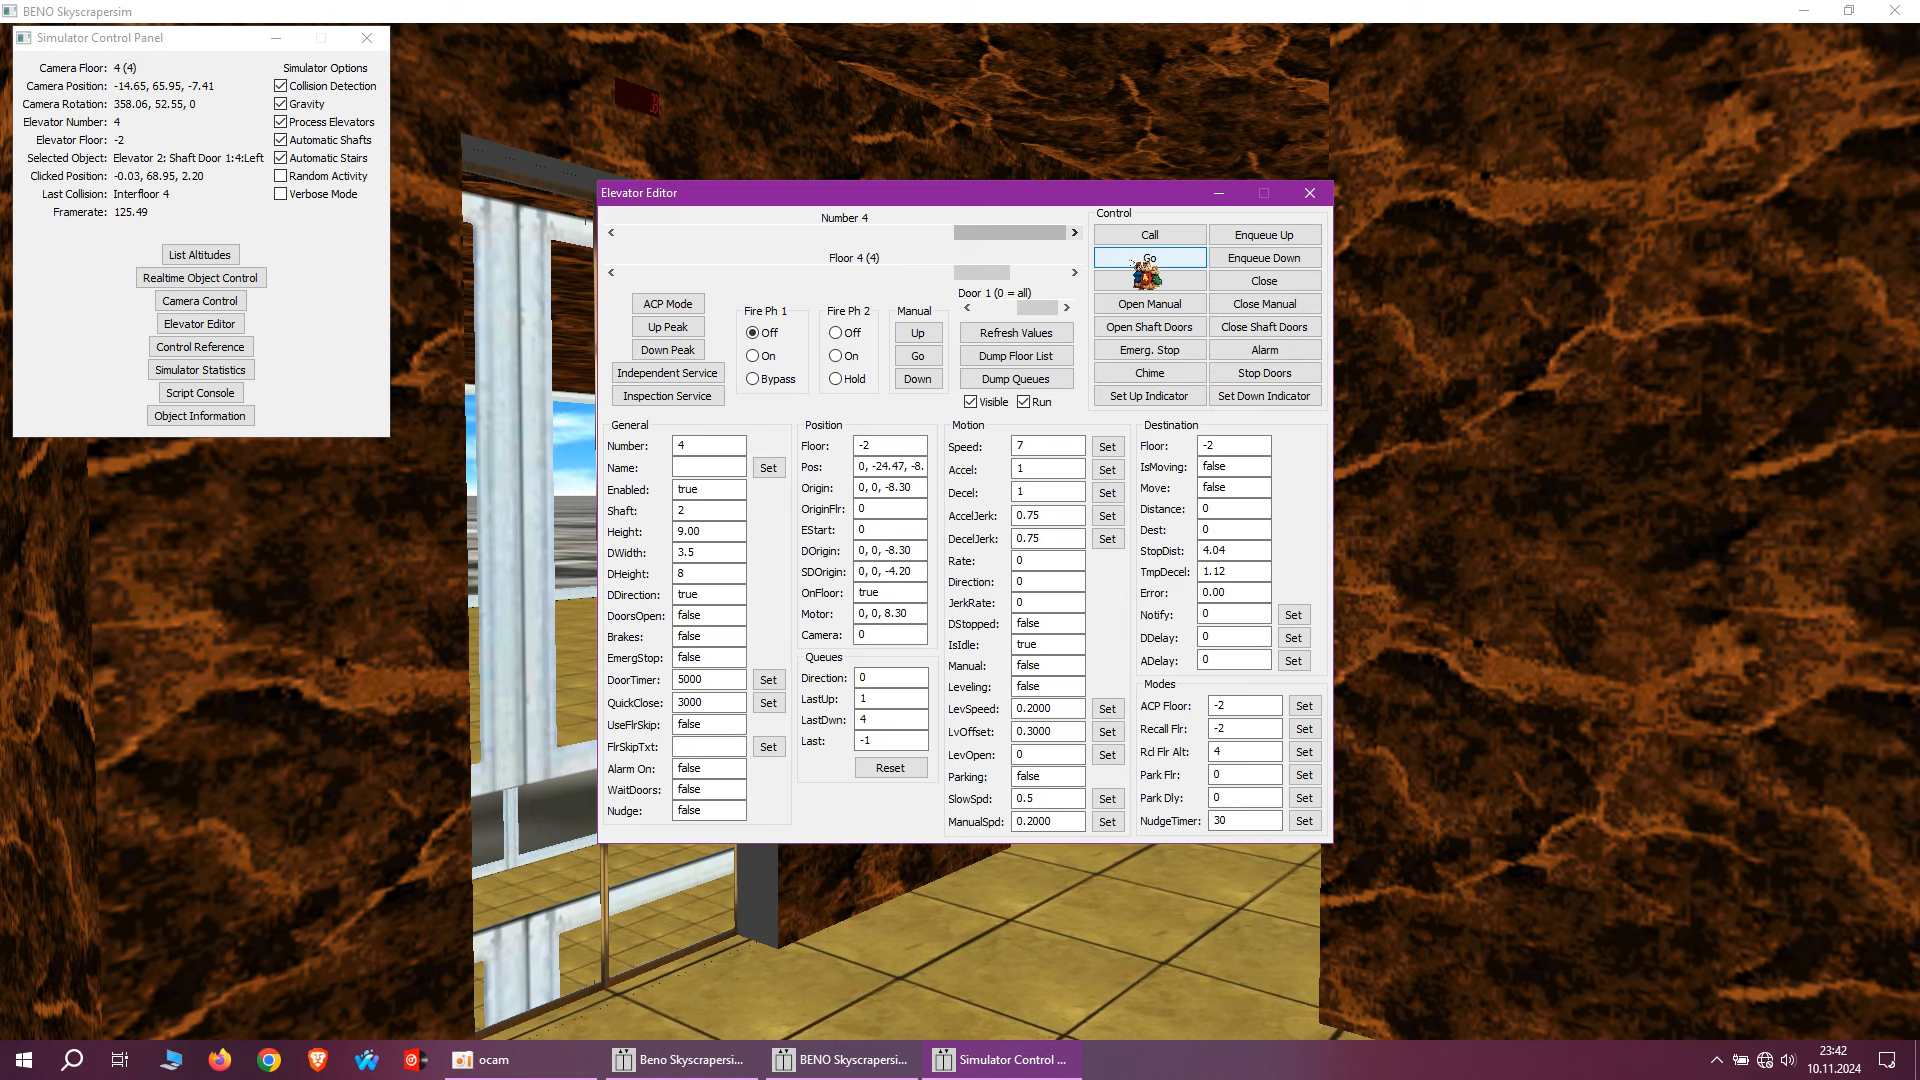 BENO Skyscrapersim
Simulator Control Panel
Camera Floor: 4 (4)
Camera Position: -14.65, 65.95, -7.41
Camera Rotation: 358.06, 52.55, 0
Elevator Number: 4
Elevator Floor: -2
Selected Object: Elevator 2: Shaft Door 1:4:Left
Clicked Position: -0.03, 68.95, 2.20
Last Collision: Interfloor 4
Framerate: 125.49
Simulator Options
Collision Detection
Gravity
Process Elevators
Automatic Shafts
Automatic Stairs
Random Activity
Verbose Mode
List Altitudes
Realtime Object Control
Camera Control
Elevator Editor
Control Reference
Simulator Statistics
Script Console
Object Information
Elevator Editor
Number 4
Floor 4 (4)
Door 1 (0 = all)
ACP Mode
Up Peak
Down Peak
Independent Service
Inspection Service
Fire Ph 1
Off
On
Bypass
Fire Ph 2
Off
On
Hold
Manual
Up
Go
Down
Refresh Values
Dump Floor List
Dump Queues
Visible Run
Control
Call Enqueue Up
Go Enqueue Down
Close
Open Manual Close Manual
Open Shaft Doors Close Shaft Doors
Emerg. Stop Alarm
Chime Stop Doors
Set Up Indicator Set Down Indicator
General
Number: 4
Name: Set
Enabled: true
Shaft: 2
Height: 9.00
DWidth: 3.5
DHeight: 8
DDirection: true
DoorsOpen: false
Brakes: false
EmergStop: false
DoorTimer: 5000 Set
QuickClose: 3000 Set
UseFlrSkip: false
FlrSkipTxt: Set
Alarm On: false
WaitDoors: false
Nudge: false
Position
Floor: -2
Pos: 0, -24.47, -8.
Origin: 0, 0, -8.30
OriginFlr: 0
EStart: 0
DOrigin: 0, 0, -8.30
SDOrigin: 0, 0, -4.20
OnFloor: true
Motor: 0, 0, 8.30
Camera: 0
Queues
Direction: 0
LastUp: 1
LastDwn: 4
Last: -1
Reset
Motion
Speed: 7 Set
Accel: 1 Set
Decel: 1 Set
AccelJerk: 0.75 Set
DecelJerk: 0.75 Set
Rate: 0
Direction: 0
JerkRate: 0
DStopped: false
IsIdle: true
Manual: false
Leveling: false
LevSpeed: 0.2000 Set
LvOffset: 0.3000 Set
LevOpen: 0 Set
Parking: false
SlowSpd: 0.5 Set
ManualSpd: 0.2000 Set
Destination
Floor: -2
IsMoving: false
Move: false
Distance: 0
Dest: 0
StopDist: 4.04
TmpDecel: 1.12
Error: 0.00
Notify: 0 Set
DDelay: 0 Set
ADelay: 0 Set
Modes
ACP Floor: -2 Set
Recall Flr: -2 Set
Rcl Flr Alt: 4 Set
Park Flr: 0 Set
Park Dly: 0 Set
NudgeTimer: 30 Set
ocam
Beno Skyscrapersi...
BENO Skyscrapersi...
Simulator Control ...
23:42
10.11.2024